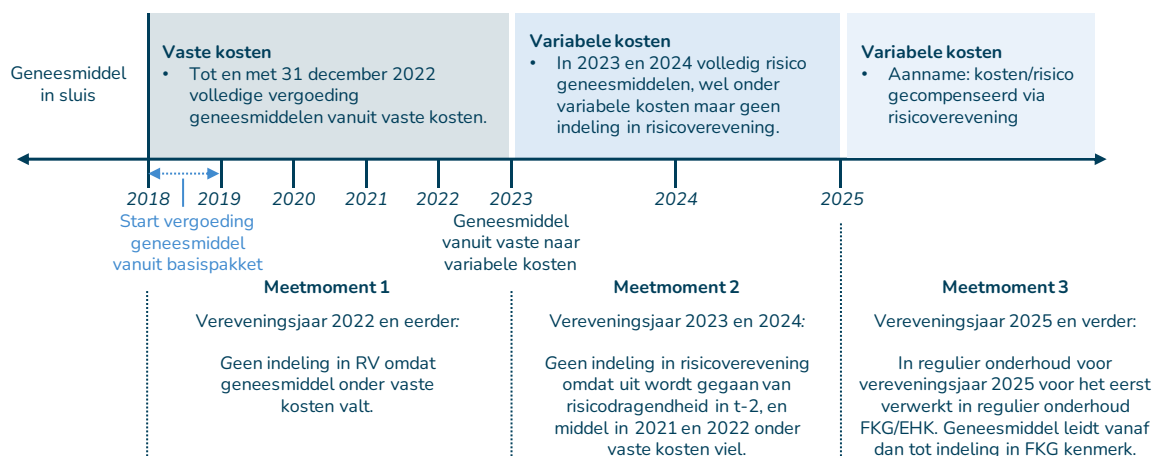 Geneesmiddel
in sluis
Vaste kosten
• Tot en met 31 december 2022
volledige vergoeding
geneesmiddelen vanuit vaste kosten.
Variabele kosten
• In 2023 en 2024 volledig risico
geneesmiddelen, wel onder
variabele kosten maar geen
indeling in risicoverevening.
Variabele kosten
• Aanname: kosten/risico
gecompenseerd via
risicoverevening
2018 2019 2020 2021 2022 2023 2024 2025
Start vergoeding
geneesmiddel
vanuit basispakket
Geneesmiddel
vanuit vaste naar
variabele kosten
Meetmoment 1
Vereveningsjaar 2022 en eerder:
Geen indeling in RV omdat
geneesmiddel onder vaste
kosten valt.
Meetmoment 2
Vereveningsjaar 2023 en 2024:
Geen indeling in risicoverevening
omdat uit wordt gegaan van
risicodragendheid in t-2, en
middel in 2021 en 2022 onder
vaste kosten viel.
Meetmoment 3
Vereveningsjaar 2025 en verder:
In regulier onderhoud voor
vereveningsjaar 2025 voor het eerst
verwerkt in regulier onderhoud
FKG/EHK. Geneesmiddel leidt vanaf
dan tot indeling in FKG kenmerk.